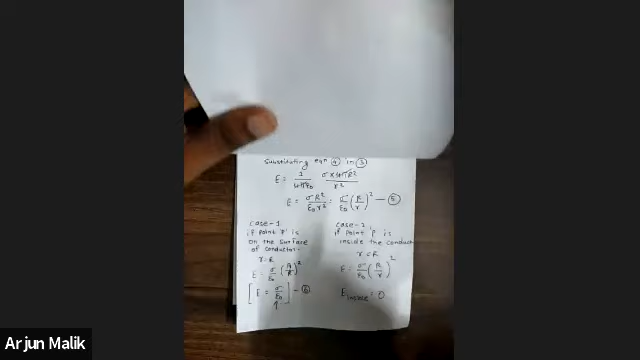 Substituting eqn ④ in ③
E = 1/4πε₀ σ×4πR²/r²
E = σR²/ε₀r² = σ/ε₀ (R/r)² — ⑤
Case-1
if point 'P' is
on the surface
of conductor.
r=R
E = σ/ε₀ (R/R)²
[E = σ/ε₀] — ⑥
Case-2
if point P is
inside the conduct
r=R
E = σ/ε₀ (R/r)²
E inside = 0
Arjun Malik